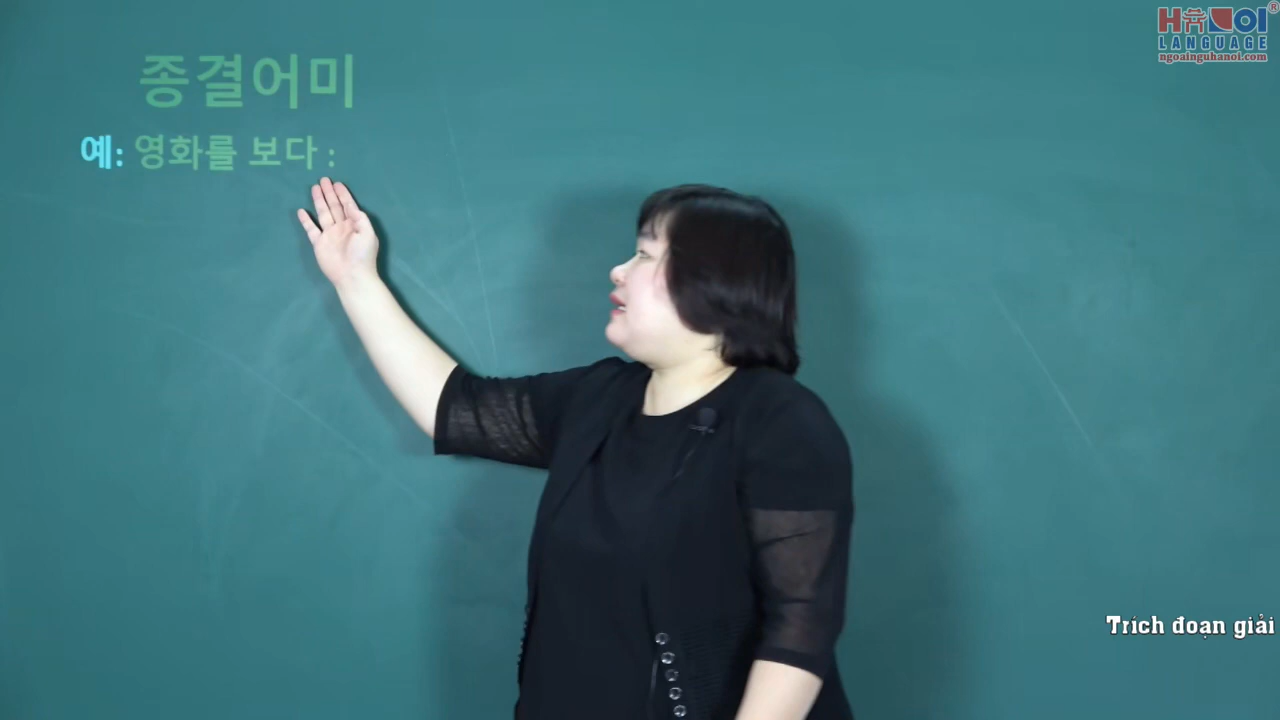 종결어미
예: 영화를 보다 :
HANOI®
LANGUAGE
ngoainguhanoi.com
Trích đoạn giải